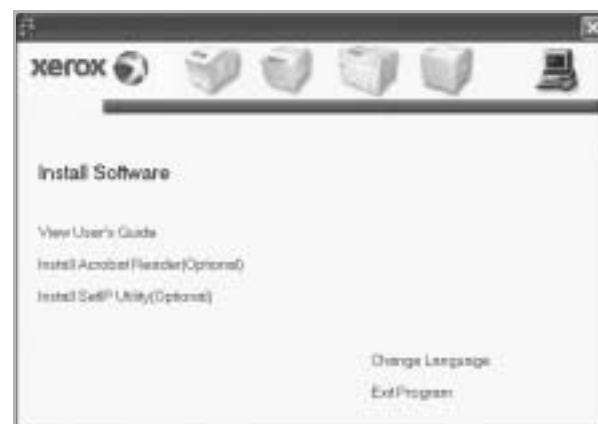 xerox
Install Software
View User's Guide
Install Acrobat Reader(Optional)
Install SetIP Utility(Optional)
Change Language
Exit Program